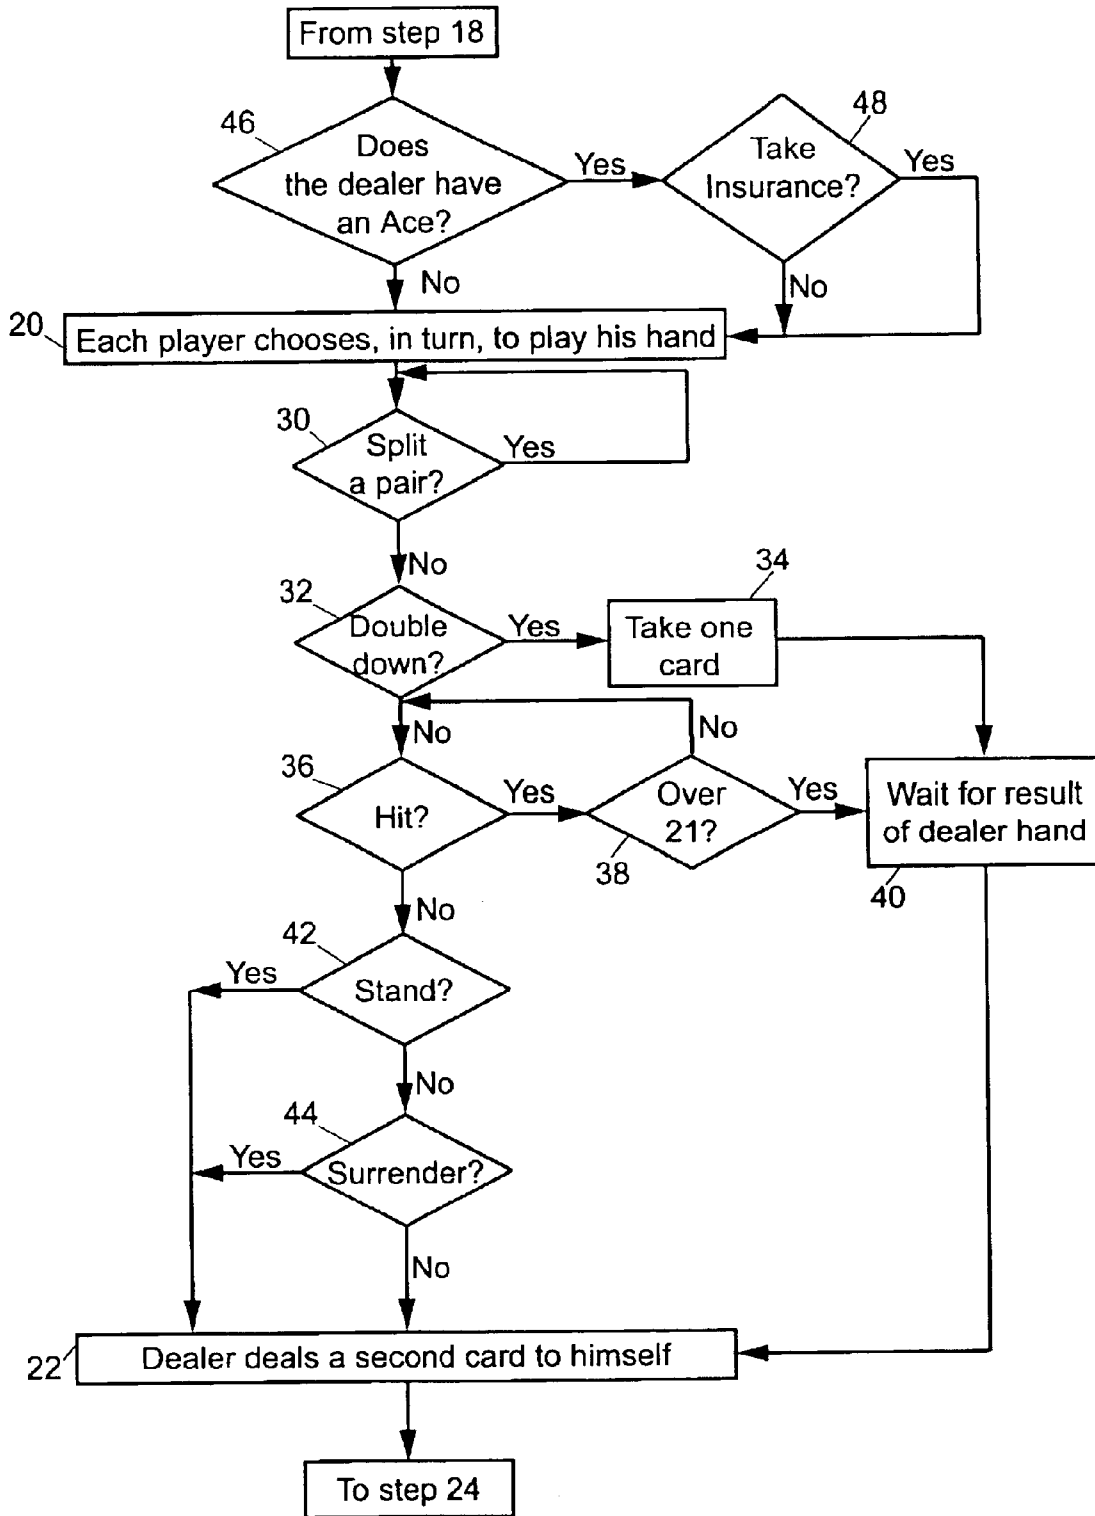 From step 18
46
Does
the dealer have
an Ace?
Yes
48
Take
Insurance?
Yes
No
No
20
Each player chooses, in turn, to play his hand
30
Split
a pair?
Yes
No
32
Double
down?
Yes
34
Take one
card
No
No
36
Hit?
Yes
Over
21?
38
Yes
Wait for result
of dealer hand
40
No
42
Yes
Stand?
No
44
Yes
Surrender?
No
22
Dealer deals a second card to himself
To step 24